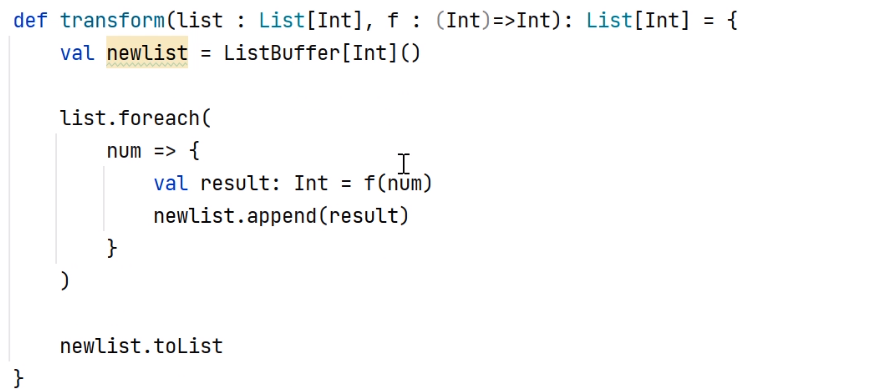 def transform(list : List[Int], f : (Int)=>Int): List[Int] = {
    val newlist = ListBuffer[Int]()

    list.foreach(
        num => {
            val result: Int = f(num)
            newlist.append(result)
        }
    )

    newlist.toList
}